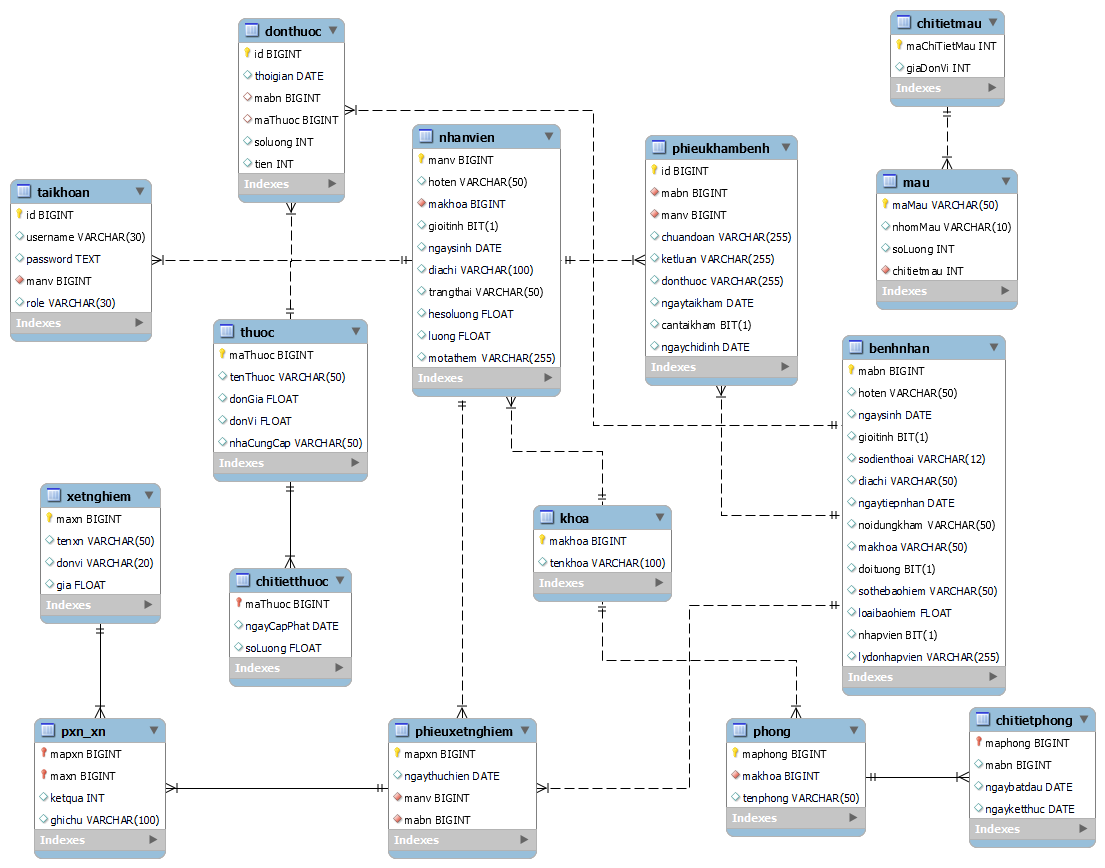 donthuoc
id BIGINT
thoigian DATE
mabn BIGINT
maThuoc BIGINT
soluong INT
tien INT
Indexes
chitietmau
maChiTietMau INT
giaDonVi INT
Indexes
nhanvien
manv BIGINT
hoten VARCHAR(50)
makhoa BIGINT
gioitinh BIT(1)
ngaysinh DATE
diachi VARCHAR(100)
trangthai VARCHAR(50)
hesoluong FLOAT
luong FLOAT
motathem VARCHAR(255)
Indexes
phieukhambenh
id BIGINT
mabn BIGINT
manv BIGINT
chuandoan VARCHAR(255)
ketluan VARCHAR(255)
donthuoc VARCHAR(255)
ngaytaikham DATE
cantaikham BIT(1)
ngaychidinh DATE
Indexes
mau
maMau VARCHAR(50)
nhomMau VARCHAR(10)
soLuong INT
chitietmau INT
Indexes
taikhoan
id BIGINT
username VARCHAR(30)
password TEXT
manv BIGINT
role VARCHAR(30)
Indexes
thuoc
maThuoc BIGINT
tenThuoc VARCHAR(50)
donGia FLOAT
donVi FLOAT
nhaCungCap VARCHAR(50)
Indexes
benhnhan
mabn BIGINT
hoten VARCHAR(50)
ngaysinh DATE
gioitinh BIT(1)
sodienthoai VARCHAR(12)
diachi VARCHAR(50)
ngaytiepnhan DATE
noidungkham VARCHAR(50)
makhoa VARCHAR(50)
doituong BIT(1)
sothebaohiem VARCHAR(50)
loaibaohiem FLOAT
nhapvien BIT(1)
lydonhapvien VARCHAR(255)
Indexes
xetnghiem
maxn BIGINT
tenxn VARCHAR(50)
donvi VARCHAR(20)
gia FLOAT
Indexes
khoa
makhoa BIGINT
tenkhoa VARCHAR(100)
Indexes
chitietthuoc
maThuoc BIGINT
ngayCapPhat DATE
soLuong FLOAT
Indexes
pxn_xn
mapxn BIGINT
maxn BIGINT
ketqua INT
ghichu VARCHAR(100)
Indexes
phieuxetnghiem
mapxn BIGINT
ngaythuchien DATE
manv BIGINT
mabn BIGINT
Indexes
phong
maphong BIGINT
makhoa BIGINT
tenphong VARCHAR(50)
Indexes
chitietphong
maphong BIGINT
mabn BIGINT
ngaybatdau DATE
ngayketthuc DATE
Indexes